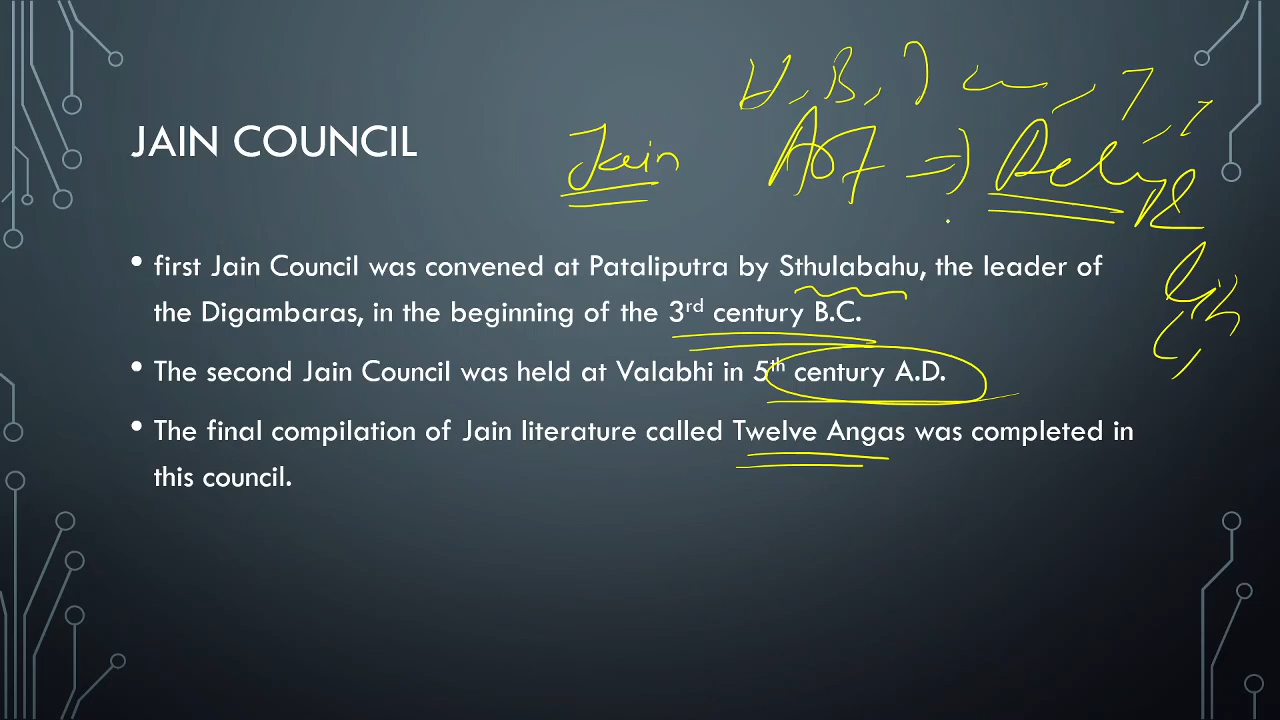 JAIN COUNCIL
Jain
Art ⇒ Relig
• first Jain Council was convened at Pataliputra by Sthulabahu, the leader of
the Digambaras, in the beginning of the 3rd century B.C.
• The second Jain Council was held at Valabhi in 5th century A.D.
• The final compilation of Jain literature called Twelve Angas was completed in
this council.